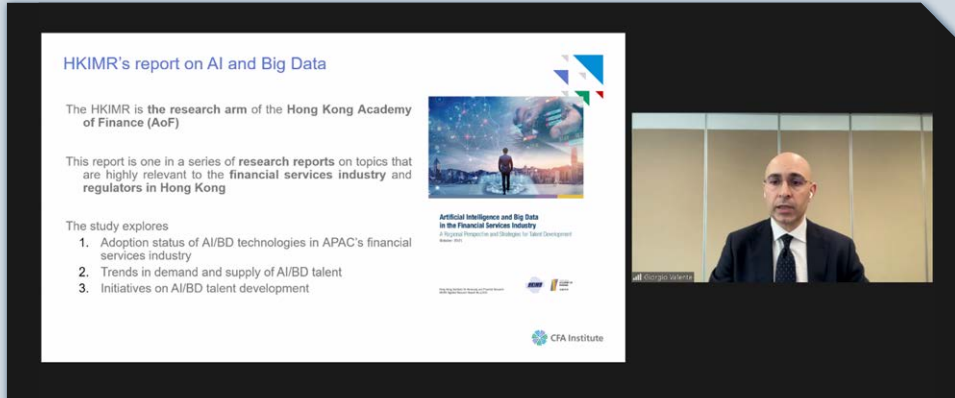 HKIMR's report on AI and Big Data
The HKIMR is the research arm of the Hong Kong Academy
of Finance (AoF)
This report is one in a series of research reports on topics that
are highly relevant to the financial services industry and
regulators in Hong Kong
The study explores
1. Adoption status of AI/BD technologies in APAC's financial
services industry
2. Trends in demand and supply of AI/BD talent
3. Initiatives on AI/BD talent development
Artificial Intelligence and Big Data
in the Financial Services Industry
A Regional Perspective and Strategies for Talent Development
CFA Institute
Giorgio Valente